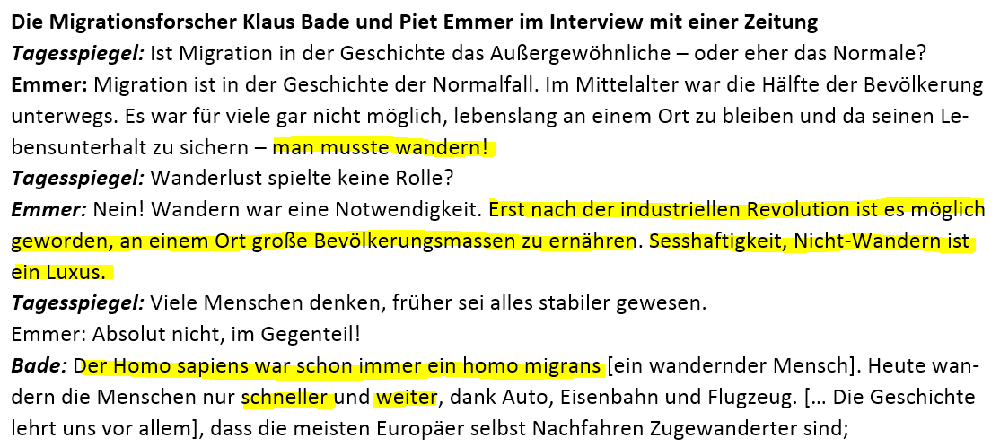 Die Migrationsforscher Klaus Bade und Piet Emmer im Interview mit einer Zeitung
Tagesspiegel: Ist Migration in der Geschichte das Außergewöhnliche – oder eher das Normale?
Emmer: Migration ist in der Geschichte der Normalfall. Im Mittelalter war die Hälfte der Bevölkerung
unterwegs. Es war für viele gar nicht möglich, lebenslang an einem Ort zu bleiben und da seinen Le-
bensunterhalt zu sichern – man musste wandern!
Tagesspiegel: Wanderlust spielte keine Rolle?
Emmer: Nein! Wandern war eine Notwendigkeit. Erst nach der industriellen Revolution ist es möglich
geworden, an einem Ort große Bevölkerungsmassen zu ernähren. Sesshaftigkeit, Nicht-Wandern ist
ein Luxus.
Tagesspiegel: Viele Menschen denken, früher sei alles stabiler gewesen.
Emmer: Absolut nicht, im Gegenteil!
Bade: Der Homo sapiens war schon immer ein homo migrans [ein wandernder Mensch]. Heute wan-
dern die Menschen nur schneller und weiter, dank Auto, Eisenbahn und Flugzeug. [… Die Geschichte
lehrt uns vor allem], dass die meisten Europäer selbst Nachfahren Zugewanderter sind;